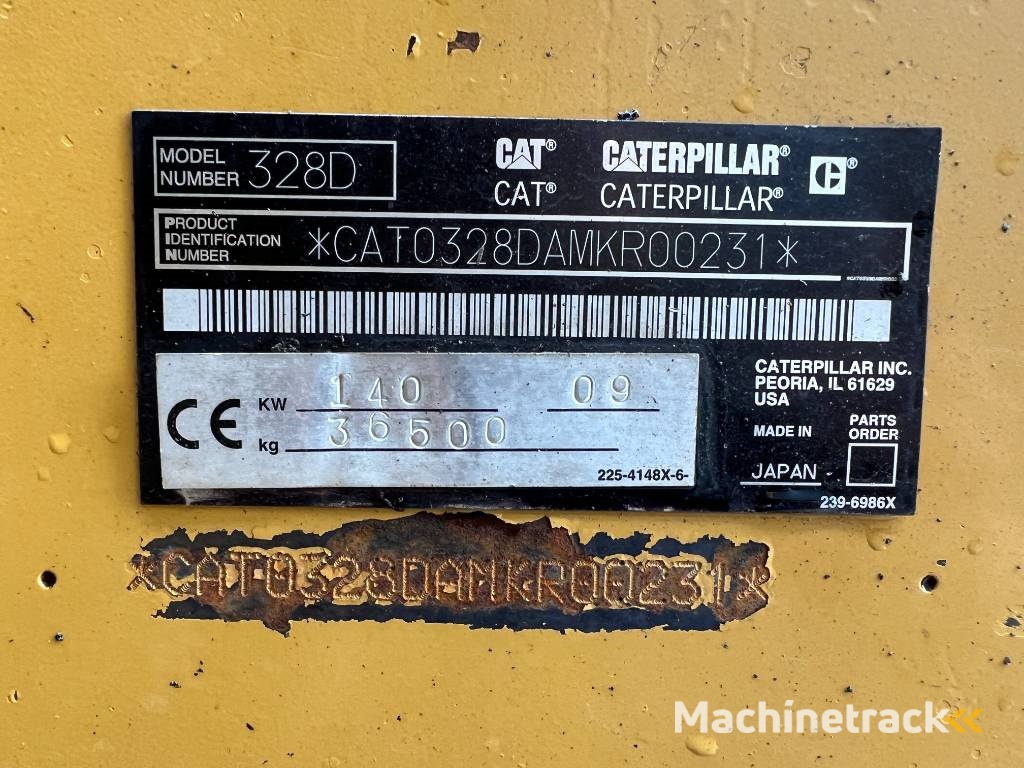 MODEL NUMBER 328D
CAT® CATERPILLAR® C®
CAT® CATERPILLAR®
PRODUCT IDENTIFICATION NUMBER *CAT0328DAMKR00231*
CE KW 140 09
kg 36500
225-4148X-6-
CATERPILLAR INC.
PEORIA, IL 61629
USA
MADE IN JAPAN
PARTS ORDER
239-6986X
*CAT0328DAMKR00231*
Machinetrack